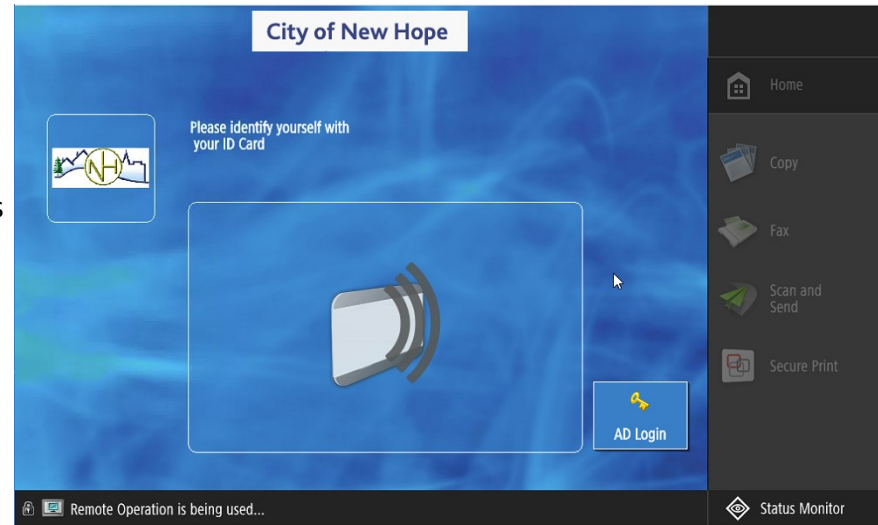 City of New Hope
Home
Please identify yourself with
your ID Card
NH
Copy
s
Fax
Scan and
Send
Secure Print
AD Login
Remote Operation is being used...
Status Monitor